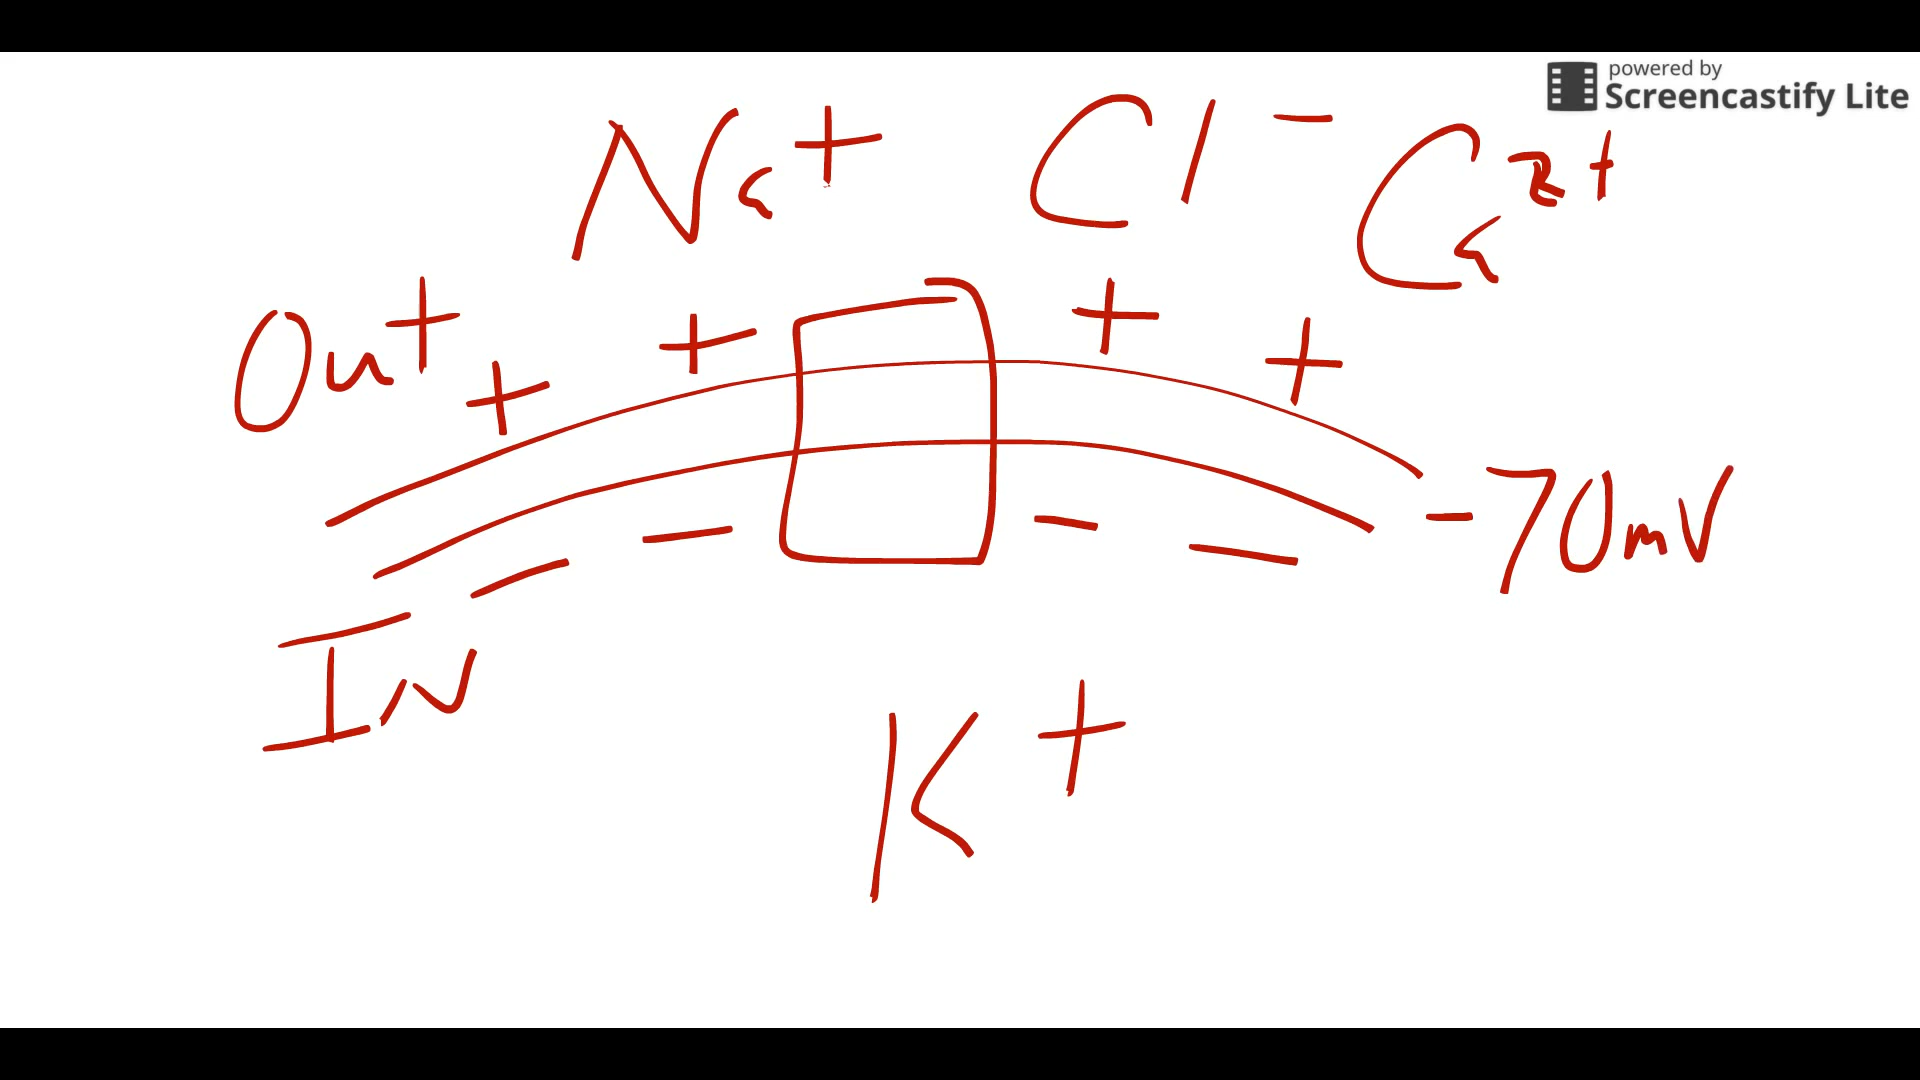 powered by
Screencastify Lite
Na+ Cl- Ca2+
Out + + + +
- - - - -70mV
In
K+